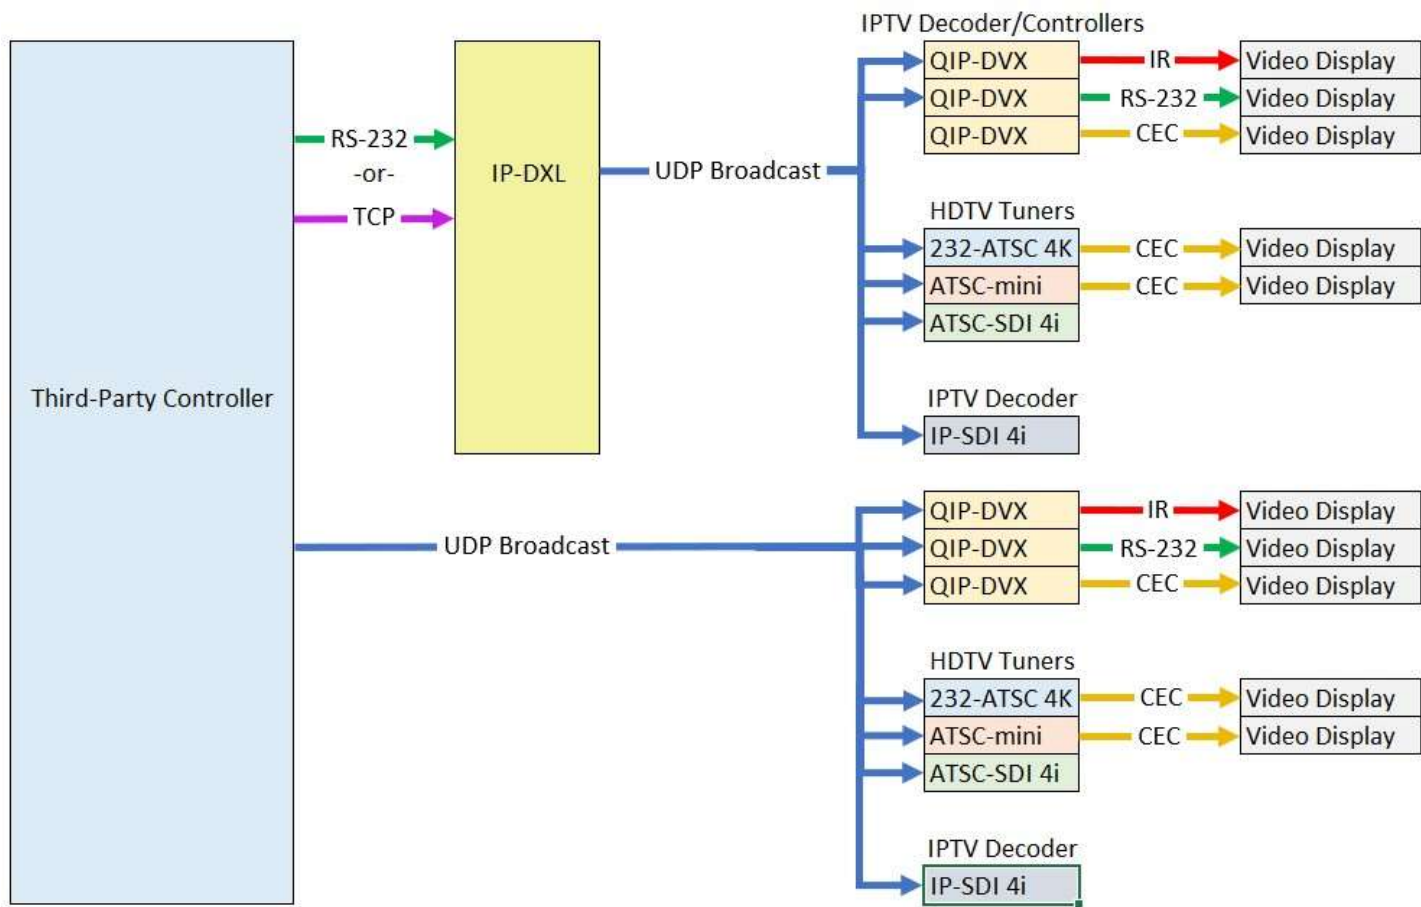 IPTV Decoder/Controllers
QIP-DVX IR Video Display
QIP-DVX RS-232 Video Display
QIP-DVX CEC Video Display
RS-232
-or-
TCP
IP-DXL
UDP Broadcast
HDTV Tuners
232-ATSC 4K CEC Video Display
ATSC-mini CEC Video Display
ATSC-SDI 4i
Third-Party Controller
IPTV Decoder
IP-SDI 4i
UDP Broadcast
QIP-DVX IR Video Display
QIP-DVX RS-232 Video Display
QIP-DVX CEC Video Display
HDTV Tuners
232-ATSC 4K CEC Video Display
ATSC-mini CEC Video Display
ATSC-SDI 4i
IPTV Decoder
IP-SDI 4i